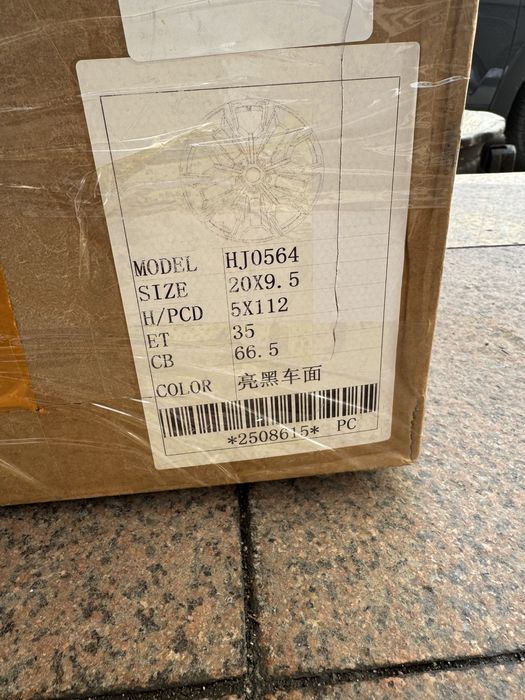 MODEL HJ0564
SIZE 20X9.5
H/PCD 5X112
ET 35
CB 66.5
COLOR 亮黑车面
*2508615* PC